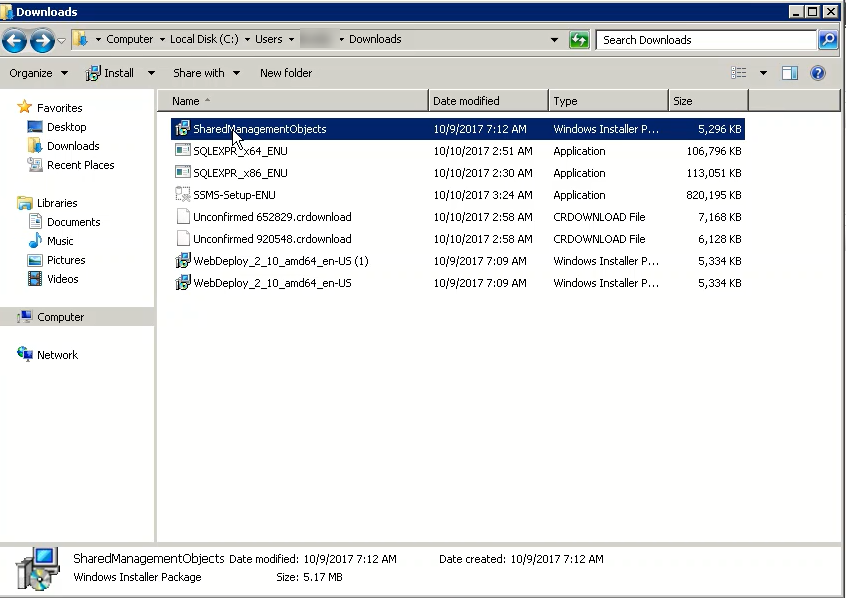 Downloads
Computer Local Disk (C:) Users Downloads Search Downloads
Organize Install Share with New folder
Favorites
Desktop
Downloads
Recent Places
Libraries
Documents
Music
Pictures
Videos
Computer
Network
Name Date modified Type Size
SharedManagementObjects 10/9/2017 7:12 AM Windows Installer P... 5,296 KB
SQLEXPR_x64_ENU 10/10/2017 2:51 AM Application 106,796 KB
SQLEXPR_x86_ENU 10/10/2017 2:30 AM Application 113,051 KB
SSMS-Setup-ENU 10/10/2017 3:24 AM Application 820,195 KB
Unconfirmed 652829.crdownload 10/10/2017 2:58 AM CRDOWNLOAD File 7,168 KB
Unconfirmed 920548.crdownload 10/10/2017 2:58 AM CRDOWNLOAD File 6,128 KB
WebDeploy_2_10_amd64_en-US (1) 10/9/2017 7:09 AM Windows Installer P... 5,334 KB
WebDeploy_2_10_amd64_en-US 10/9/2017 7:09 AM Windows Installer P... 5,334 KB
SharedManagementObjects Date modified: 10/9/2017 7:12 AM Date created: 10/9/2017 7:12 AM
Windows Installer Package Size: 5.17 MB